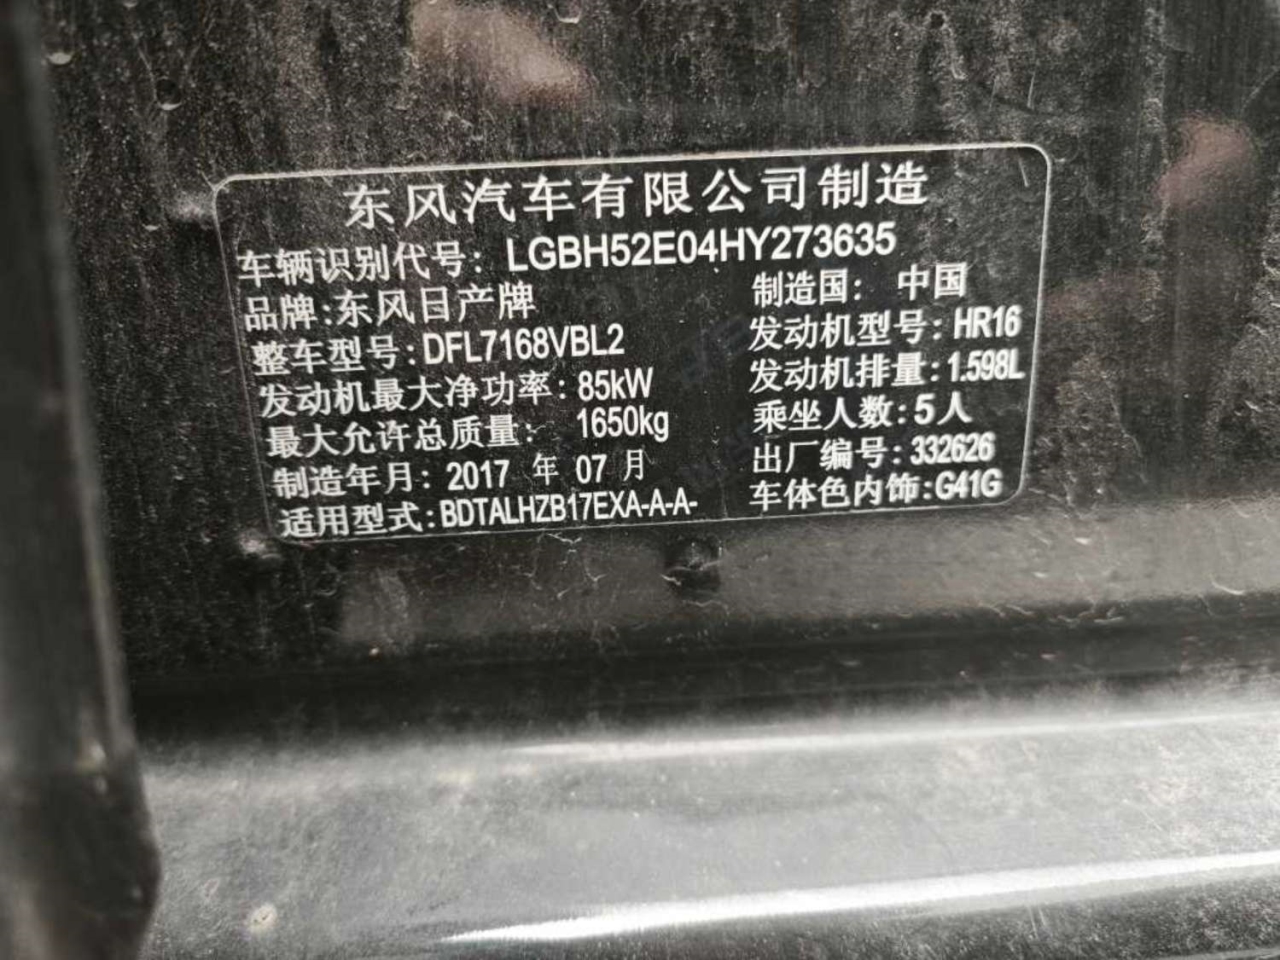 东风汽车有限公司制造
车辆识别代号：LGBH52E04HY273635
品牌:东风日产牌 制造国：中国
整车型号:DFL7168VBL2 发动机型号:HR16
发动机最大净功率:85kW 发动机排量:1.598L
最大允许总质量:1650kg 乘坐人数:5人
制造年月:2017 年 07 月 出厂编号:332626
适用型式:BDTALHZB17EXA-A-A- 车体色内饰:G41G